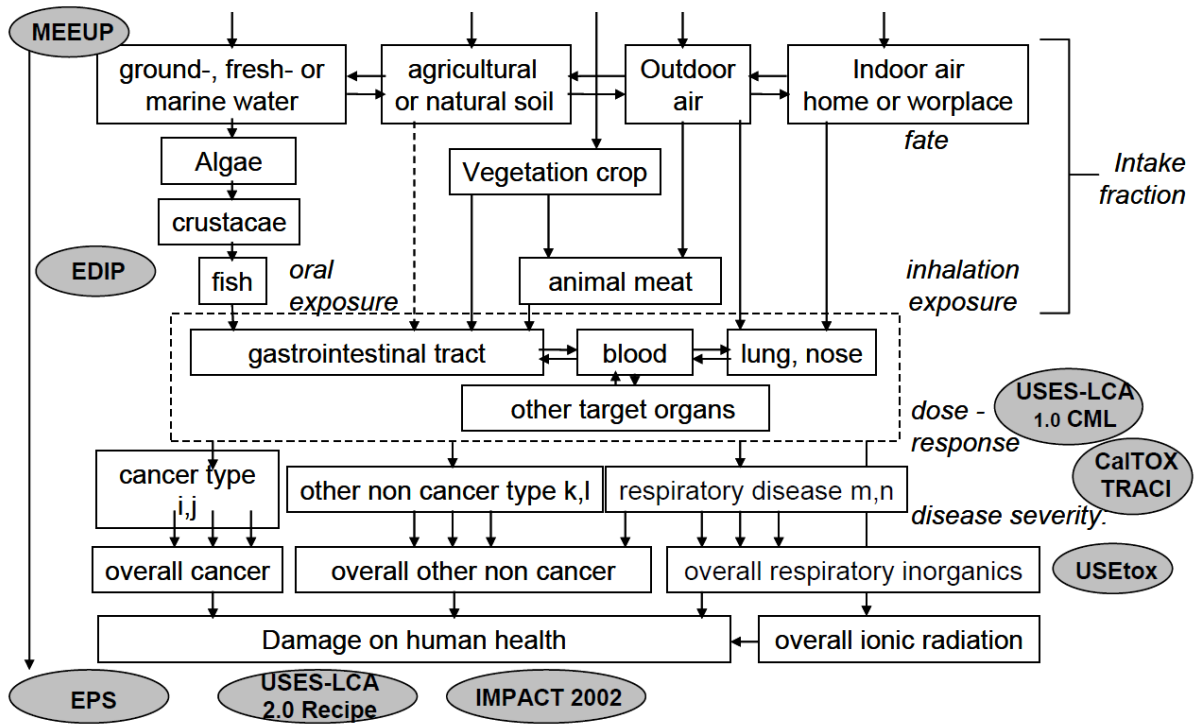 MEEUP
ground-, fresh- or
marine water
agricultural
or natural soil
Outdoor
air
Indoor air
home or worplace
fate
Algae
Vegetation crop
Intake
fraction
crustacae
EDIP
fish
oral
exposure
animal meat
inhalation
exposure
gastrointestinal tract
blood
lung, nose
other target organs
dose -
response
USES-LCA
1.0 CML
cancer type
i,j
other non cancer type k,l
respiratory disease m,n
CalTOX
TRACI
disease severity.
overall cancer
overall other non cancer
overall respiratory inorganics
USEtox
Damage on human health
overall ionic radiation
EPS
USES-LCA
2.0 Recipe
IMPACT 2002